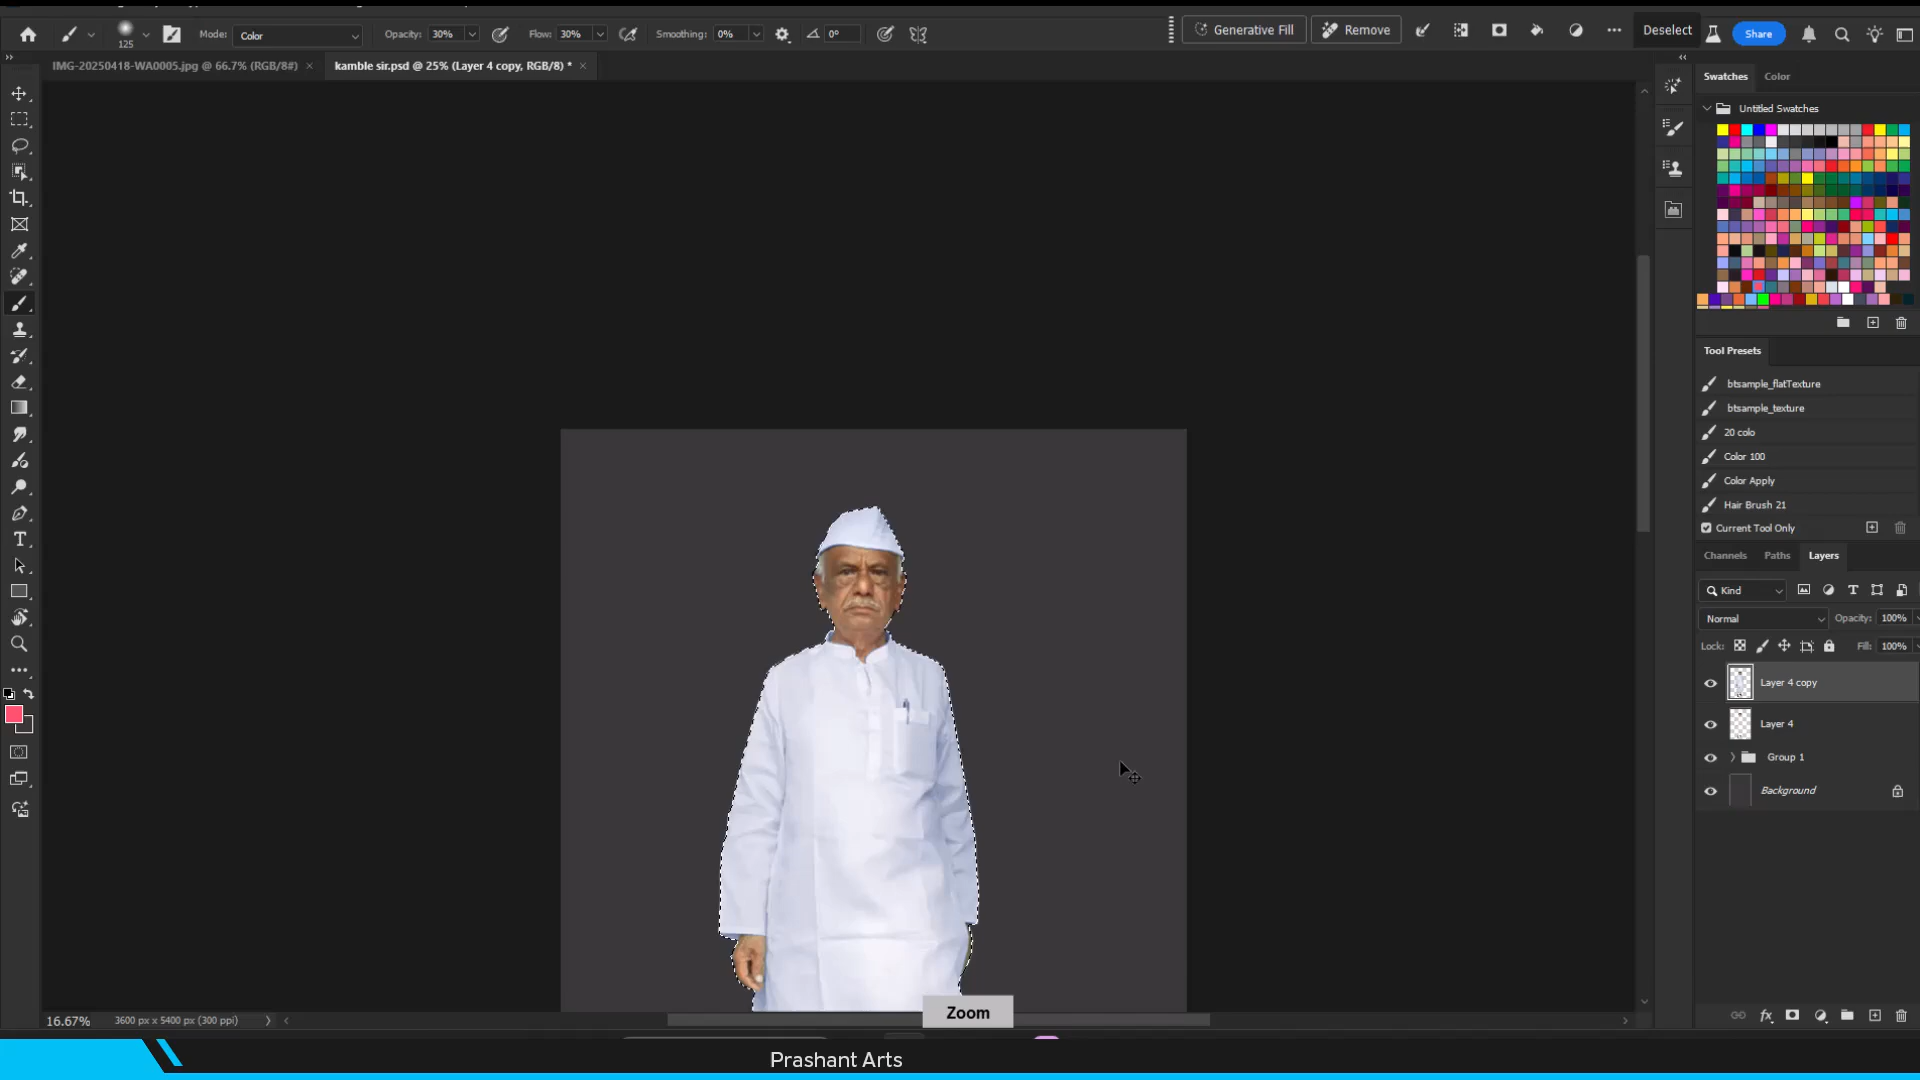 125
Mode:
Color
Opacity:
30%
Flow:
30%
Smoothing:
0%
0°
Generative Fill
Remove
Deselect
Share
IMG-20250418-WA0005.jpg @ 66.7% (RGB/8#)
kamble sir.psd @ 25% (Layer 4 copy, RGB/8) *
Swatches
Color
Untitled Swatches
Tool Presets
btsample_flatTexture
btsample_texture
20 colo
Color 100
Color Apply
Hair Brush 21
Current Tool Only
Channels
Paths
Layers
Kind
Normal
Opacity:
100%
Lock:
Fill:
100%
Layer 4 copy
Layer 4
Group 1
Background
Zoom
16.67%
3600 px x 5400 px (300 ppi)
Prashant Arts